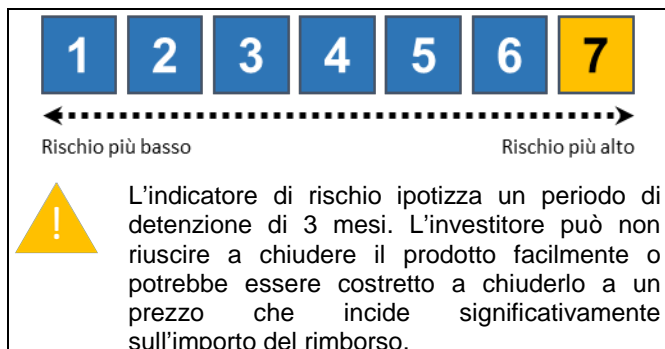 1 2 3 4 5 6 7
Rischio più basso Rischio più alto
! L'indicatore di rischio ipotizza un periodo di
detenzione di 3 mesi. L'investitore può non
riuscire a chiudere il prodotto facilmente o
potrebbe essere costretto a chiuderlo a un
prezzo che incide significativamente
sull'importo del rimborso.